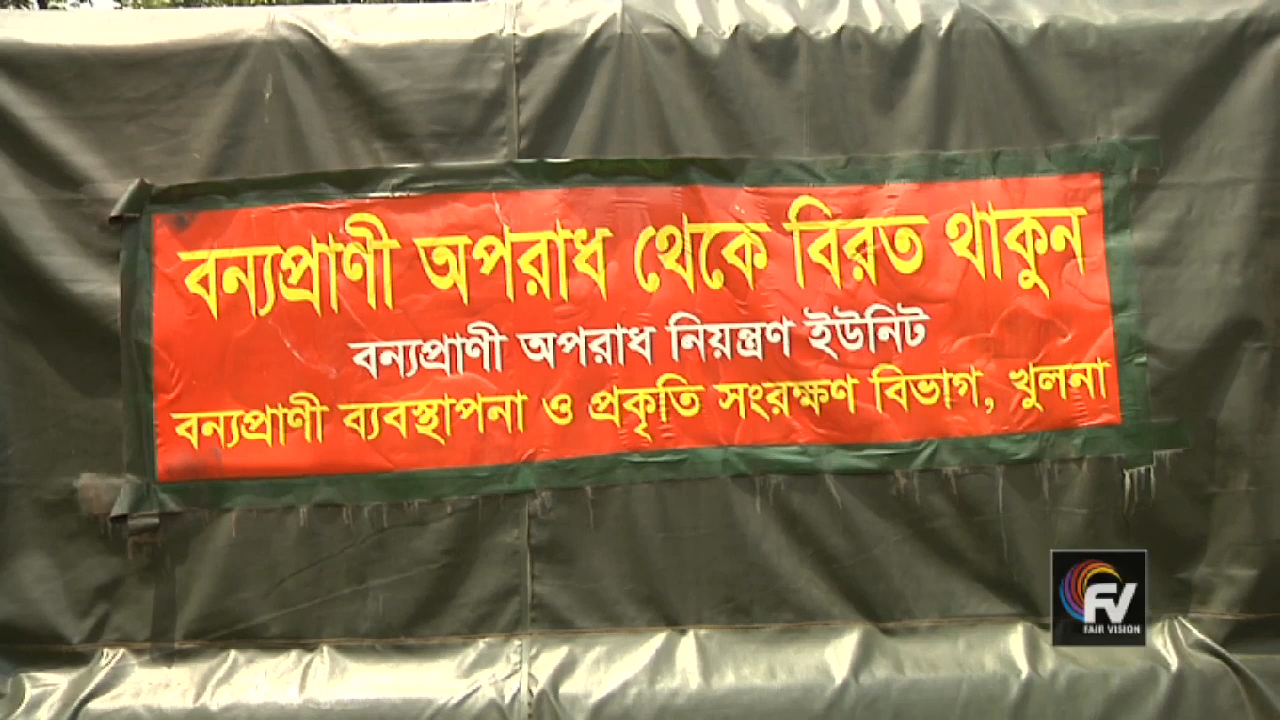 বন্যপ্রাণী অপরাধ থেকে বিরত থাকুন
বন্যপ্রাণী অপরাধ নিয়ন্ত্রণ ইউনিট
বন্যপ্রাণী ব্যবস্থাপনা ও প্রকৃতি সংরক্ষণ বিভাগ, খুলনা
FV
FAIR VISION